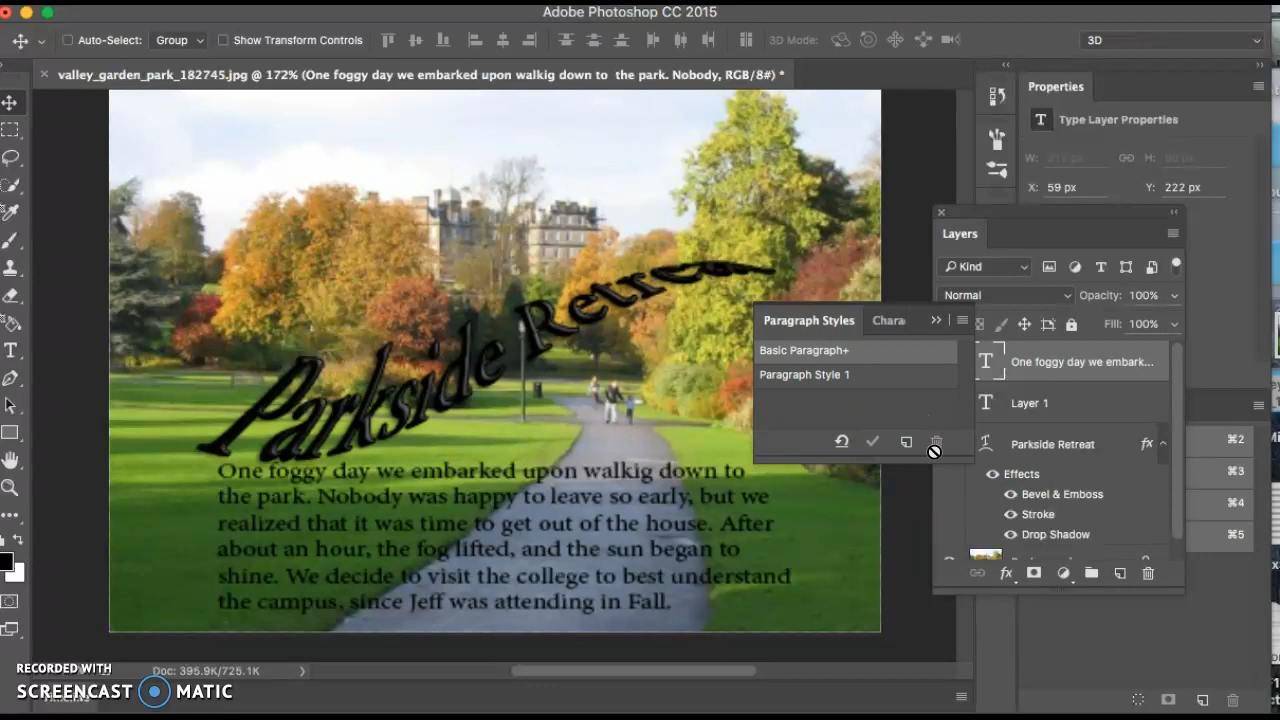 Adobe Photoshop CC 2015
Auto-Select: Group Show Transform Controls 3D Mode: 3D
valley_garden_park_182745.jpg @ 172% (One foggy day we embarked upon walkig down to the park. Nobody, RGB/8#) *
Properties
T Type Layer Properties
W: H:
X: 59 px Y: 222 px
Layers
Kind
Normal Opacity: 100%
Fill: 100%
Paragraph Styles Chara
Basic Paragraph+
Paragraph Style 1
T One foggy day we embark...
T Layer 1
Parkside Retreat fx
Effects
Bevel & Emboss
Stroke
Drop Shadow
fx
⌘2
⌘3
⌘4
⌘5
Parkside Retreat
One foggy day we embarked upon walkig down to
the park. Nobody was happy to leave so early, but we
realized that it was time to get out of the house. After
about an hour, the fog lifted, and the sun began to
shine. We decide to visit the college to best understand
the campus, since Jeff was attending in Fall.
Doc: 395.9K/725.1K
RECORDED WITH
SCREENCAST MATIC